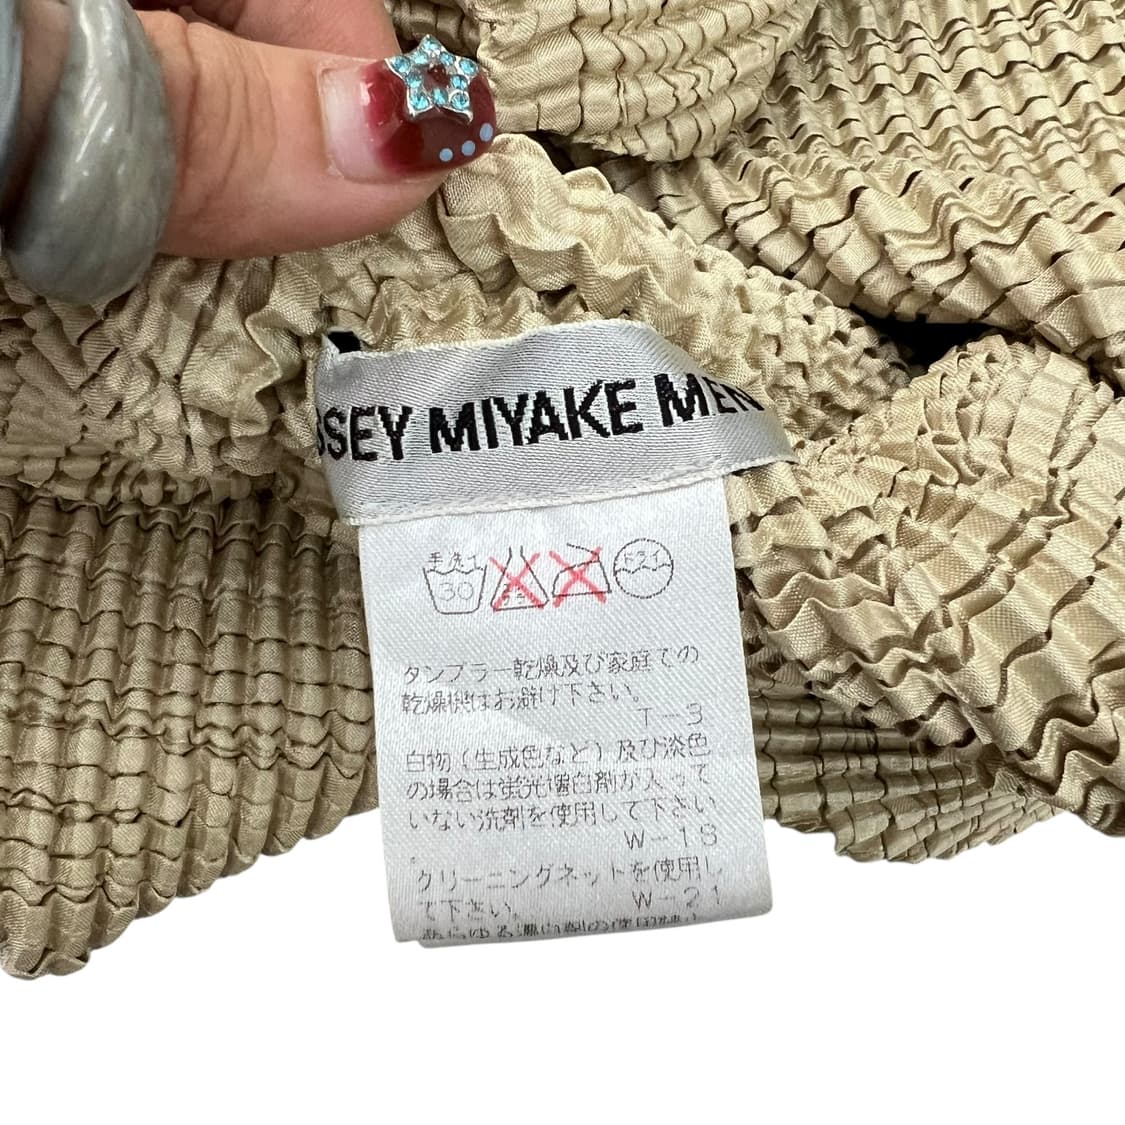 SSEY MIYAKE MEN
手洗イ
30
ドライ
タンブラー乾燥及び家庭での
乾燥機はお避け下さい。
T-3
白物(生成色など)及び淡色
の場合は蛍光増白剤が入って
いない洗剤を使用して下さい
。
W-18
クリーニングネットを使用し
て下さい。
W-21